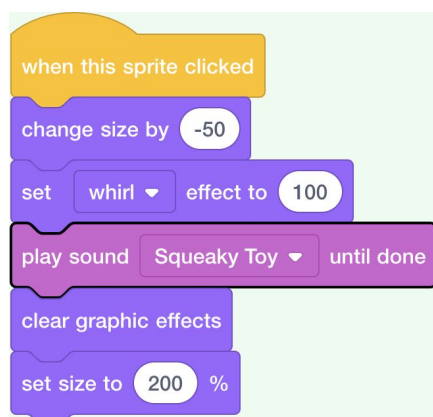 when this sprite clicked
change size by -50
set whirl effect to 100
play sound Squeaky Toy until done
clear graphic effects
set size to 200 %